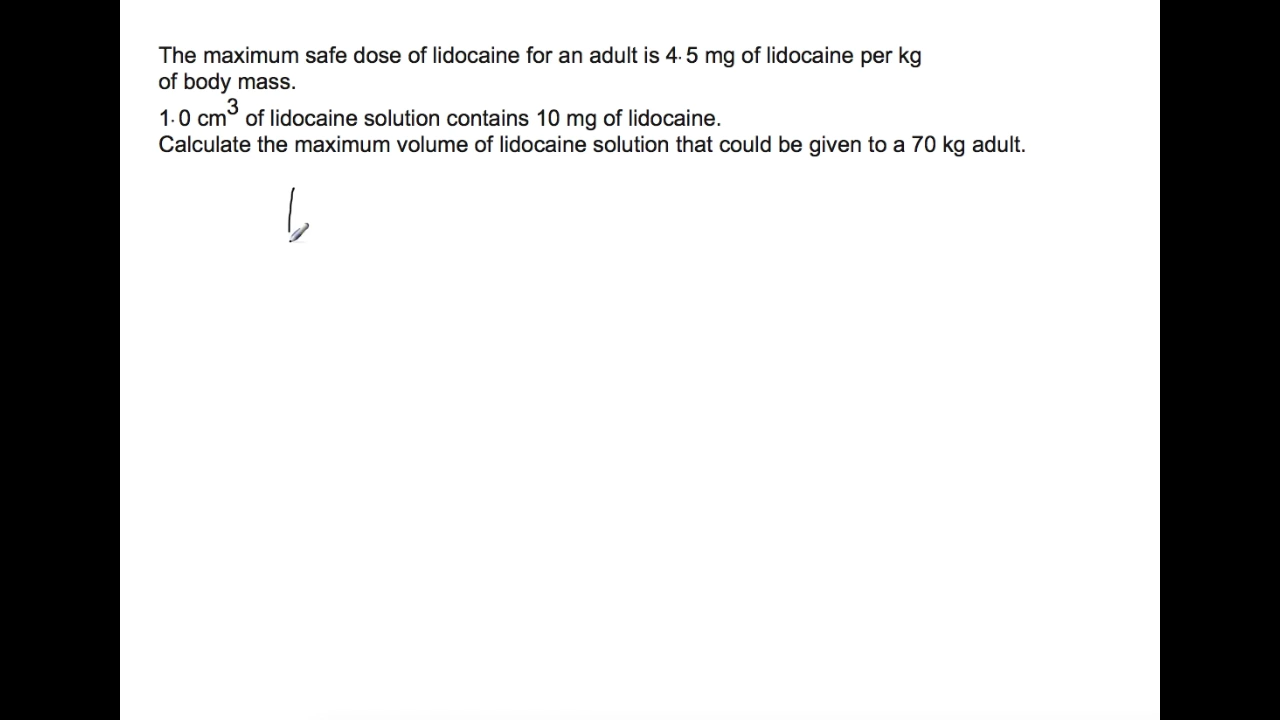 The maximum safe dose of lidocaine for an adult is 4·5 mg of lidocaine per kg
of body mass.
1·0 cm³ of lidocaine solution contains 10 mg of lidocaine.
Calculate the maximum volume of lidocaine solution that could be given to a 70 kg adult.